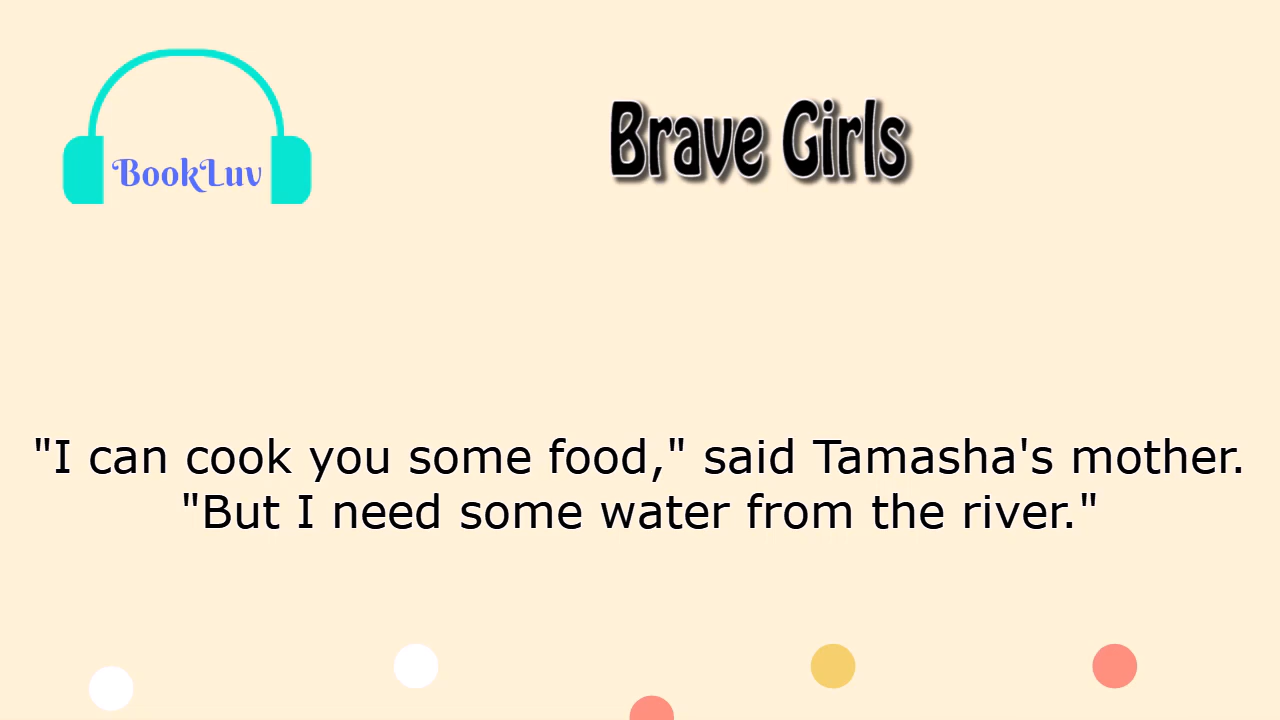 BookLuv
Brave Girls
"I can cook you some food," said Tamasha's mother.
"But I need some water from the river."